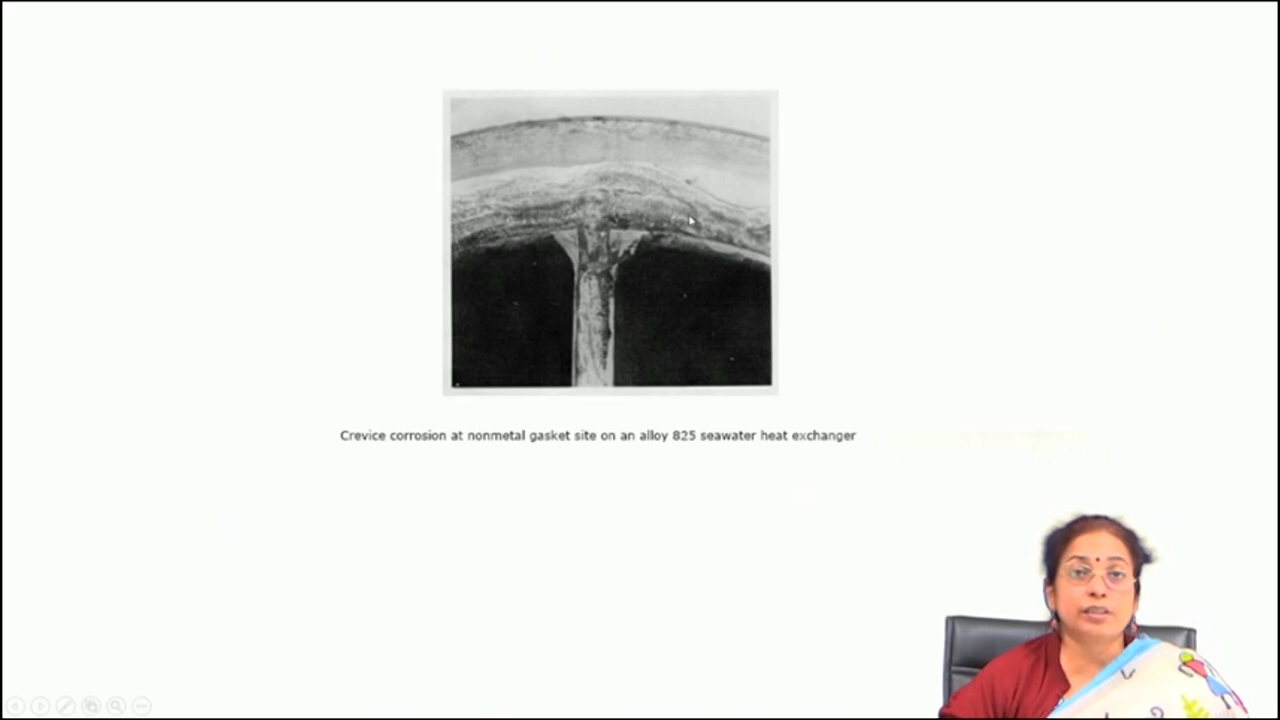 Crevice corrosion at nonmetal gasket site on an alloy 825 seawater heat exchanger